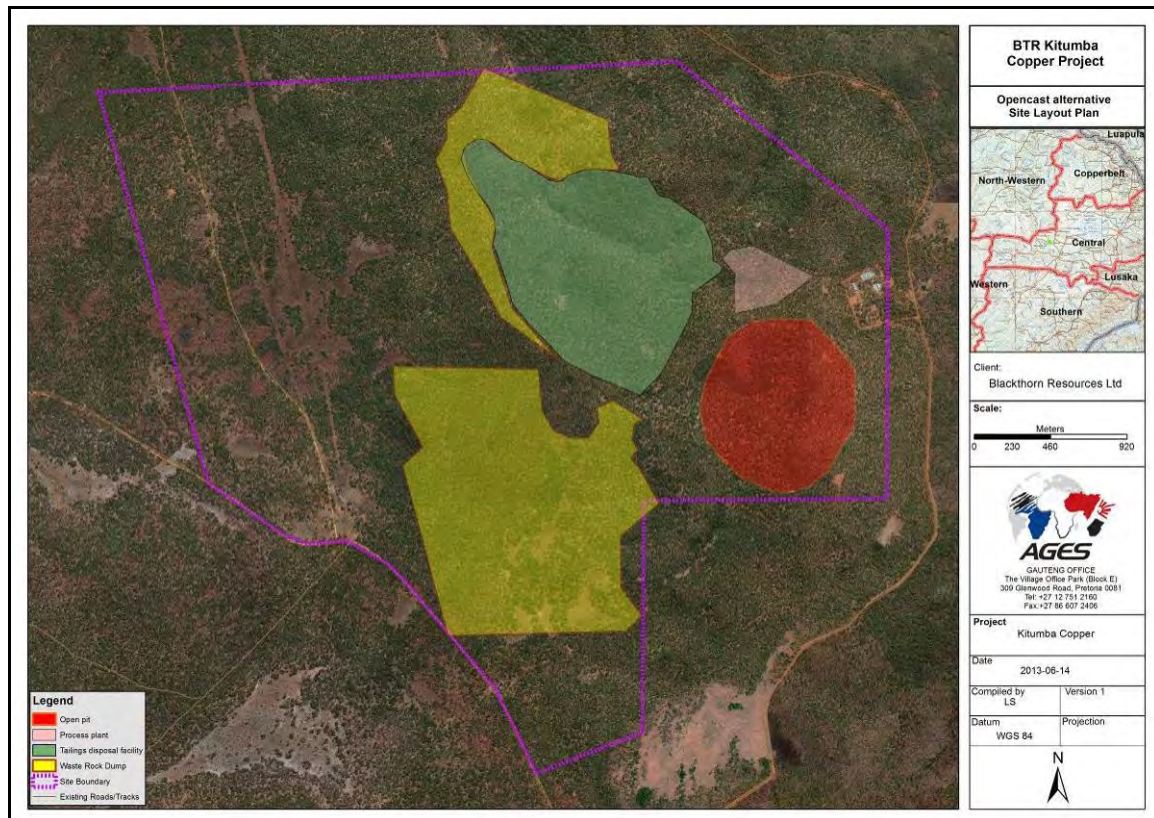 BTR Kitumba
Copper Project
Opencast alternative
Site Layout Plan
Luapula
North-Western
Copperbelt
Central
Western
Lusaka
Southern
Client:
Blackthorn Resources Ltd
Scale:
Meters
0 230 460 920
AGES
GAUTENG OFFICE
The Village Office Park (Block E)
309 Glenwood Road, Pretoria 0081
Tel: +27 12 751 2160
Fax:+27 86 607 2406
Project
Kitumba Copper
Date
2013-06-14
Compiled by
LS
Version 1
Datum
WGS 84
Projection
N
Legend
Open pit
Process plant
Tailings disposal facility
Waste Rock Dump
Site Boundary
Existing Roads/Tracks